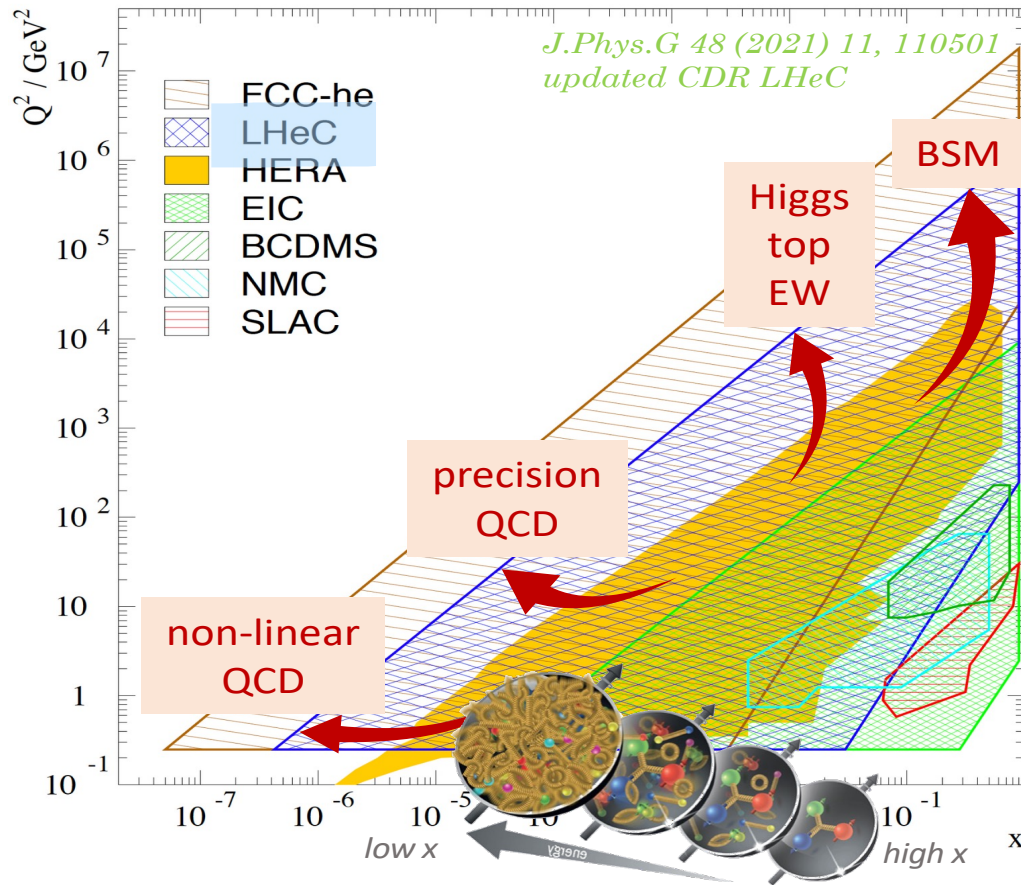 J.Phys.G 48 (2021) 11, 110501
updated CDR LHeC
Q² / GeV²
10⁷
10⁶
10⁵
10⁴
10³
10²
10
1
10⁻¹
FCC-he
LHeC
HERA
EIC
BCDMS
NMC
SLAC
BSM
Higgs
top
EW
precision
QCD
non-linear
QCD
10⁻⁷
10⁻⁶
10⁻⁵
10⁻¹
x
low x
energy
high x